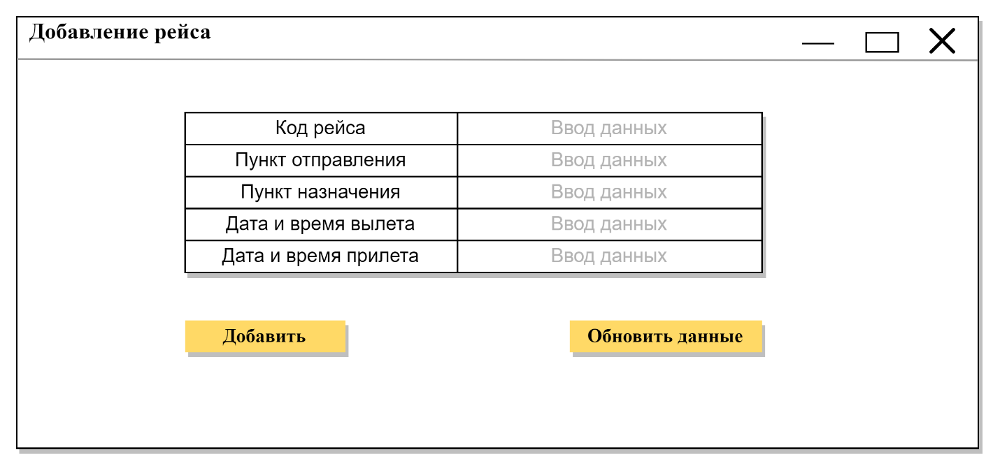 Добавление рейса
Код рейса Ввод данных
Пункт отправления Ввод данных
Пункт назначения Ввод данных
Дата и время вылета Ввод данных
Дата и время прилета Ввод данных
Добавить Обновить данные